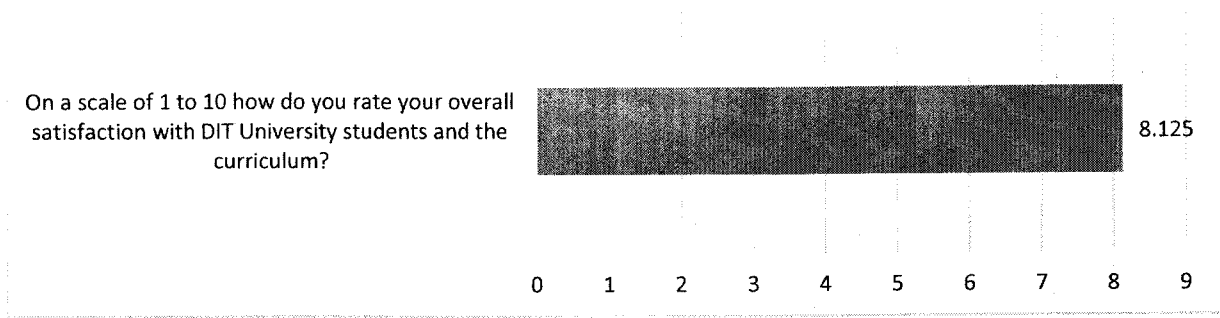 On a scale of 1 to 10 how do you rate your overall
satisfaction with DIT University students and the
curriculum?
8.125
0 1 2 3 4 5 6 7 8 9